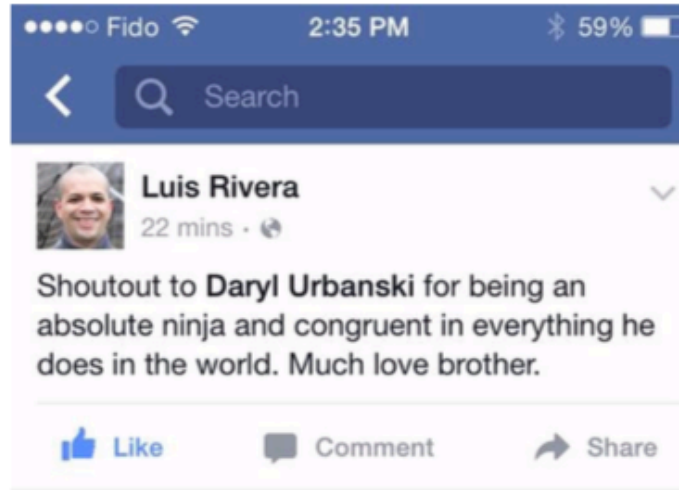 Fido 2:35 PM 59%
Search
Luis Rivera
22 mins ·
Shoutout to Daryl Urbanski for being an
absolute ninja and congruent in everything he
does in the world. Much love brother.
Like Comment Share